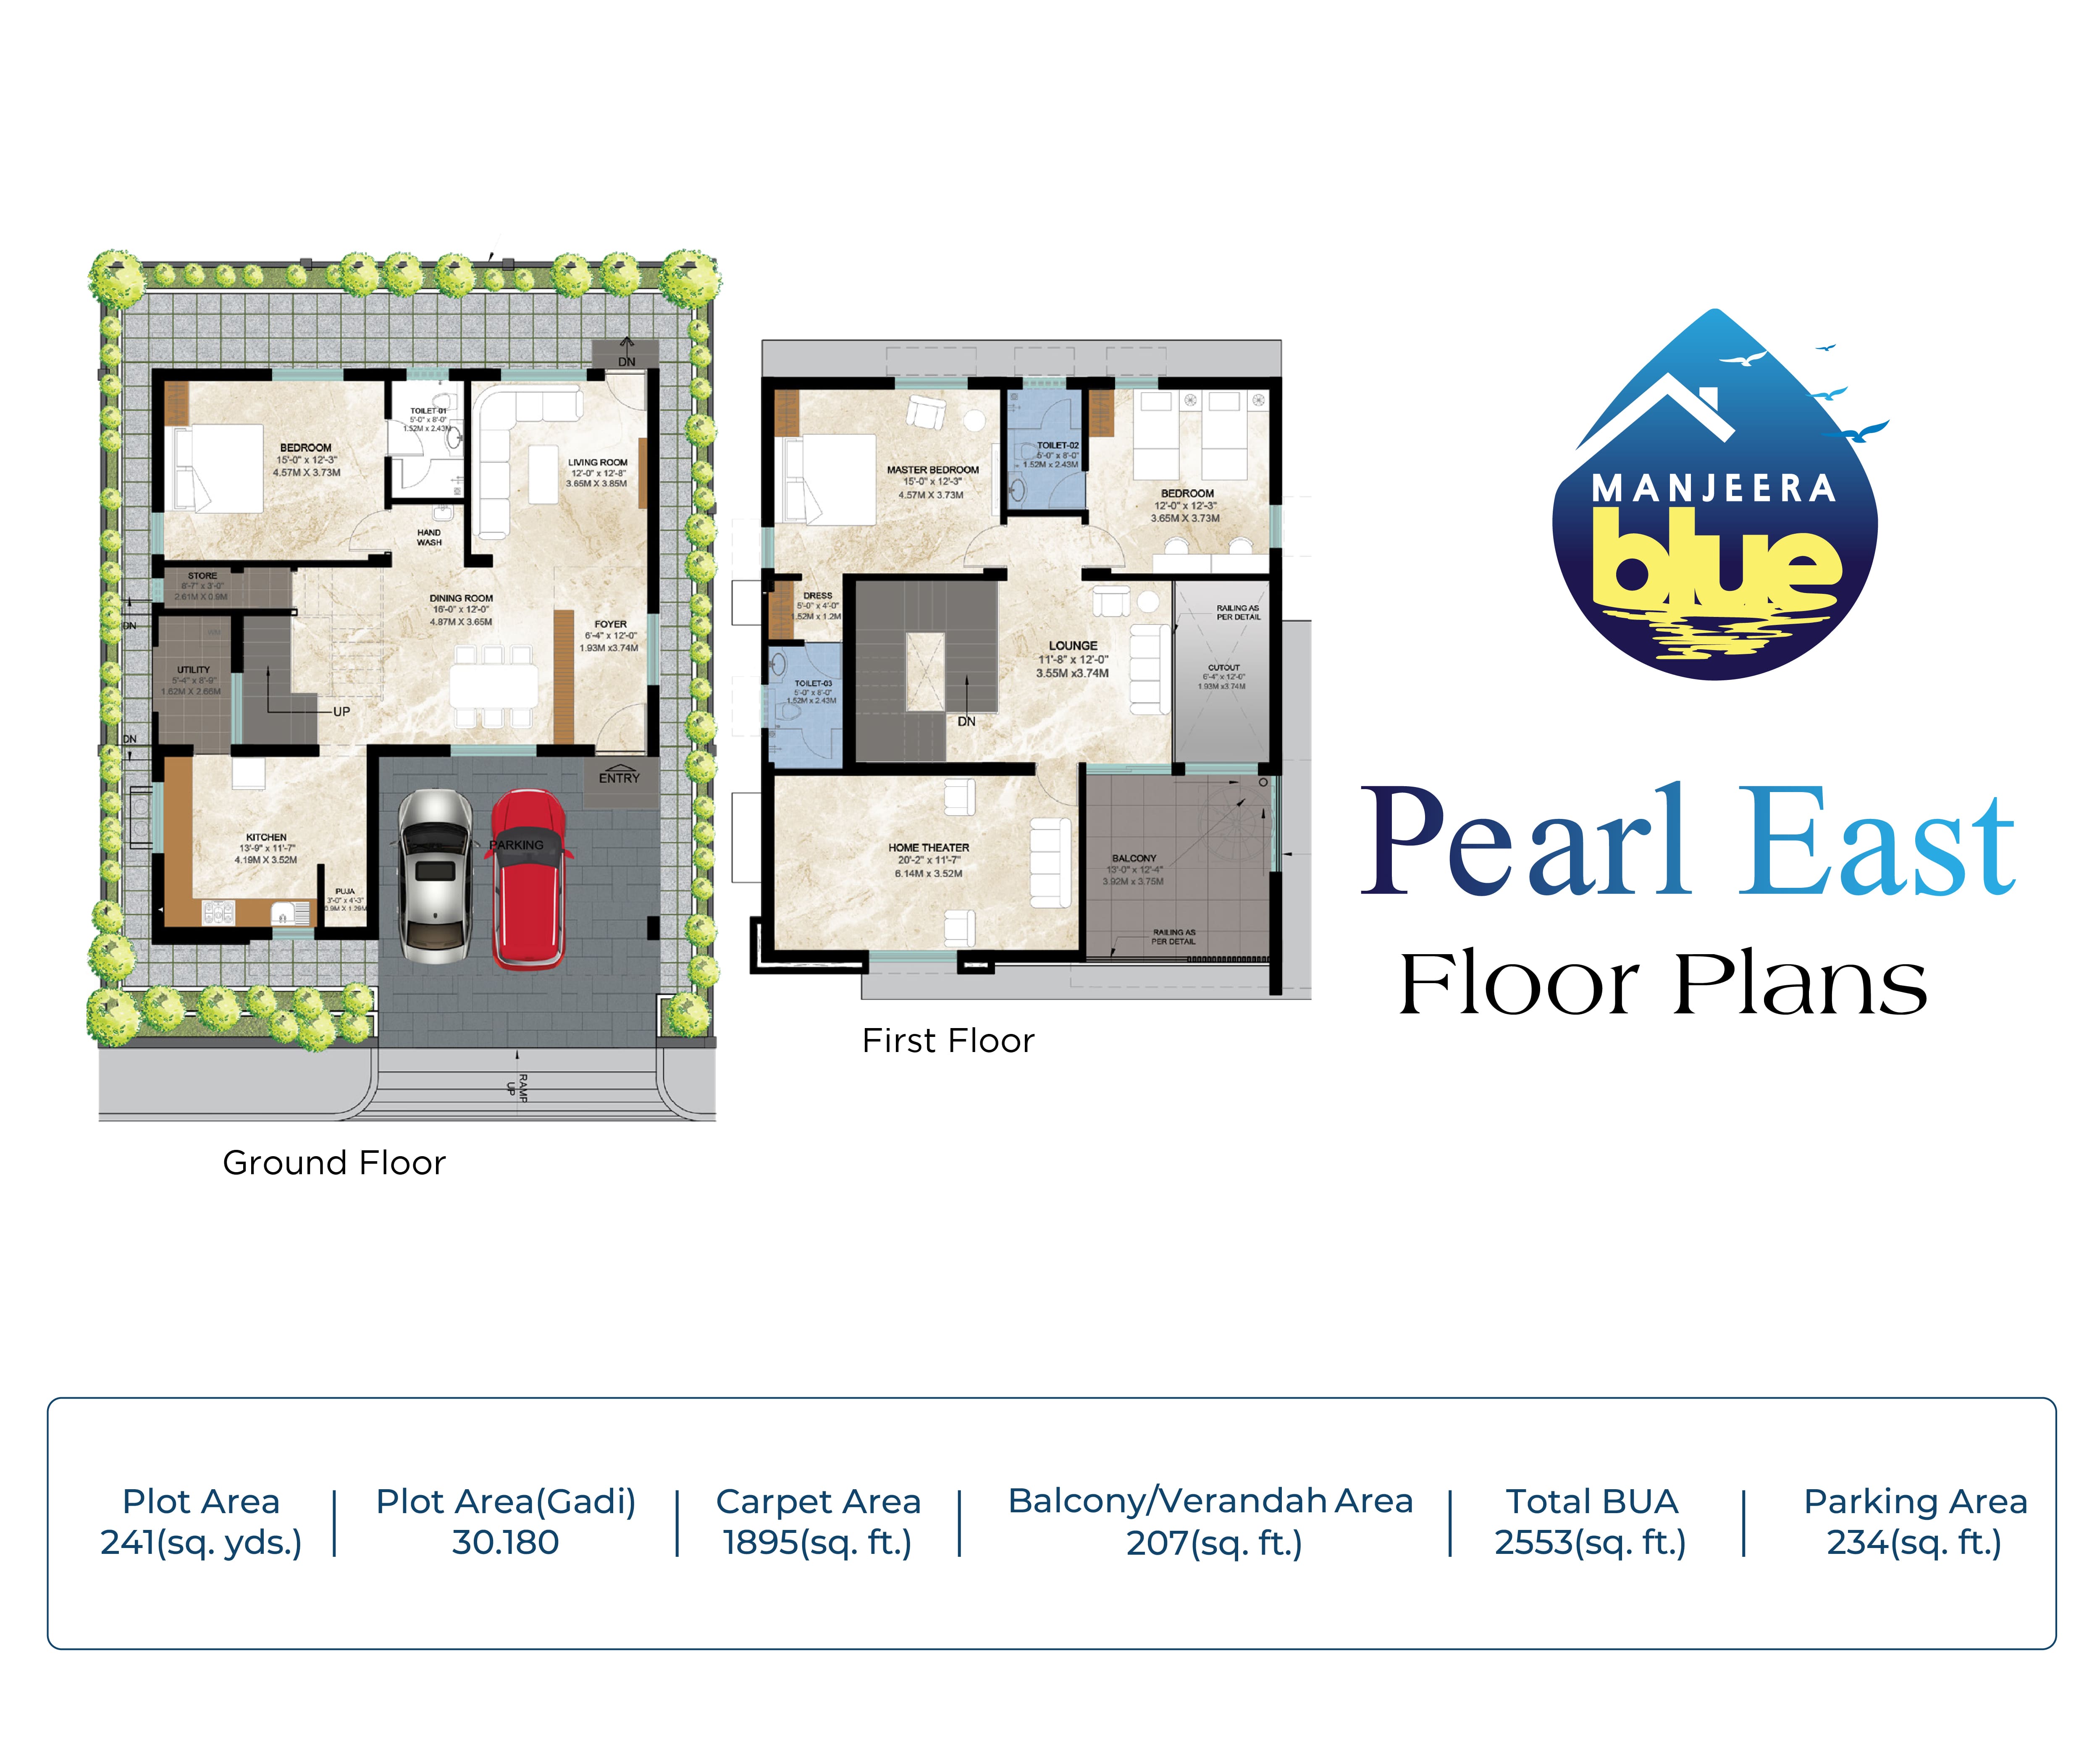 DN
BEDROOM
15'-0" x 12'-3"
4.57M X 3.73M
TOILET-01
5'-0" x 8'-0"
1.52M x 2.43M
LIVING ROOM
12'-0" x 12'-8"
3.65M X 3.85M
HAND
WASH
STORE
8'-7" x 3'-0"
2.61M X 0.9M
DINING ROOM
16'-0" x 12'-0"
4.87M X 3.65M
FOYER
6'-4" x 12'-0"
1.93M x3.74M
DN
UTILITY
5'-4" x 8'-9"
1.62M X 2.66M
UP
DN
ENTRY
KITCHEN
13'-9" x 11'-7"
4.19M X 3.52M
PARKING
PUJA
3'-0" x 4'-3"
0.9M X 1.29M
RAMP
UP
Ground Floor
MASTER BEDROOM
15'-0" x 12'-3"
4.57M X 3.73M
TOILET-02
5'-0" x 8'-0"
1.52M x 2.43M
BEDROOM
12'-0" x 12'-3"
3.65M X 3.73M
DRESS
5'-0" x 4'-0"
1.52M x 1.2M
RAILING AS
PER DETAIL
LOUNGE
11'-8" x 12'-0"
3.55M x3.74M
CUTOUT
6'-4" x 12'-0"
1.93M x3.74M
TOILET-03
5'-0" x 8'-0"
1.52M x 2.43M
DN
HOME THEATER
20'-2" x 11'-7"
6.14M x 3.52M
BALCONY
13'-0" x 12'-4"
3.92M x 3.75M
RAILING AS
PER DETAIL
First Floor
MANJEERA
blue
Pearl East
Floor Plans
Plot Area
241(sq. yds.)
Plot Area(Gadi)
30.180
Carpet Area
1895(sq. ft.)
Balcony/Verandah Area
207(sq. ft.)
Total BUA
2553(sq. ft.)
Parking Area
234(sq. ft.)